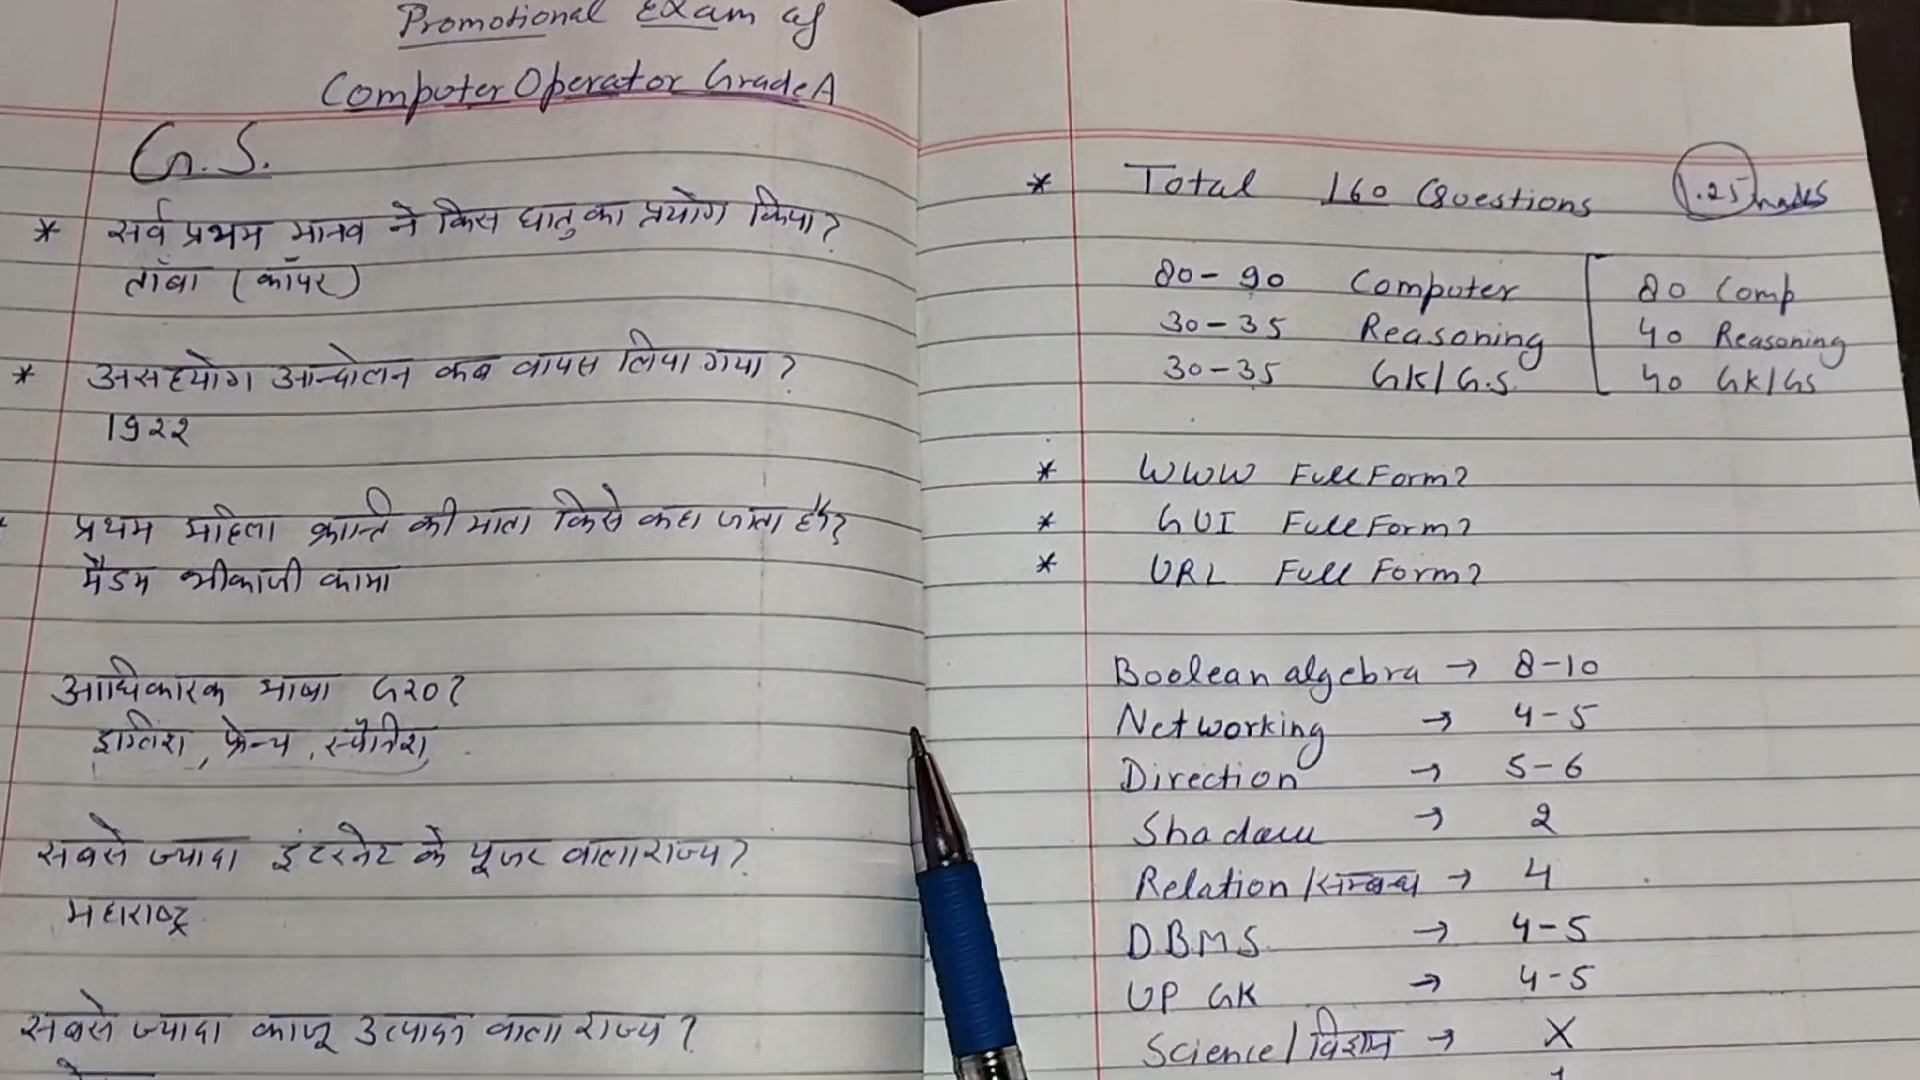 Promotional Exam of
Computer Operator Grade A
G.S.
* सर्व प्रथम मानव ने किस धातु का प्रयोग किया?
ताँबा (कॉपर)
* असहयोग आन्दोलन कब वापस लिया गया?
1922
* प्रथम महिला क्रान्ति की माता किसे कहा जाता है?
मैडम भीकाजी कामा
आधिकारक भाषा G20?
इंग्लिश, फ्रेन्च, स्पैनिश,
सबसे ज्यादा इंटरनेट के यूजर वाला राज्य?
महाराष्ट्र
सबसे ज्यादा काजू उत्पादन वाला राज्य?
* Total 160 Questions 1.25 marks
80-90 Computer 80 Comp
30-35 Reasoning 40 Reasoning
30-35 GK/G.S. 40 GK/GS
* WWW Full Form?
* GUI Full Form?
* URL Full Form?
Boolean algebra → 8-10
Networking → 4-5
Direction → 5-6
Shadow → 2
Relation/सम्बन्ध → 4
DBMS → 4-5
UP GK → 4-5
Science/विज्ञान → X